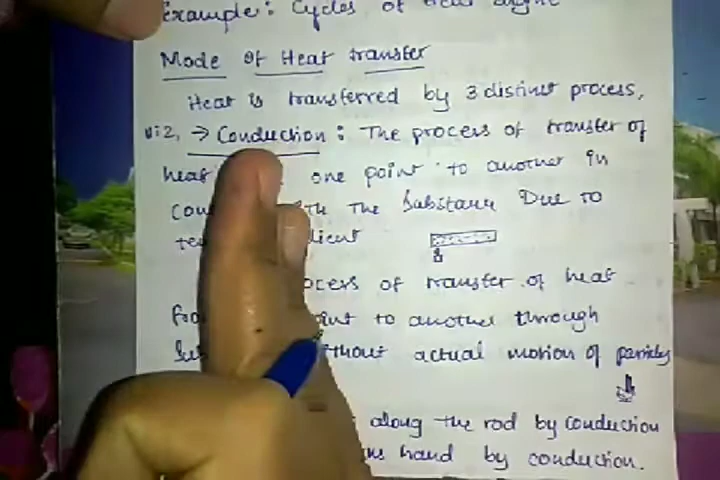 Example: Cycles of Heat engine
Mode of Heat transfer
Heat is transferred by 3 distinct process,
viz, → Conduction: The process of transfer of
heat one point to another in
the Substance Due to
of transfer of heat
to another through
actual motion of particles
along the rod by conduction
hand by conduction.